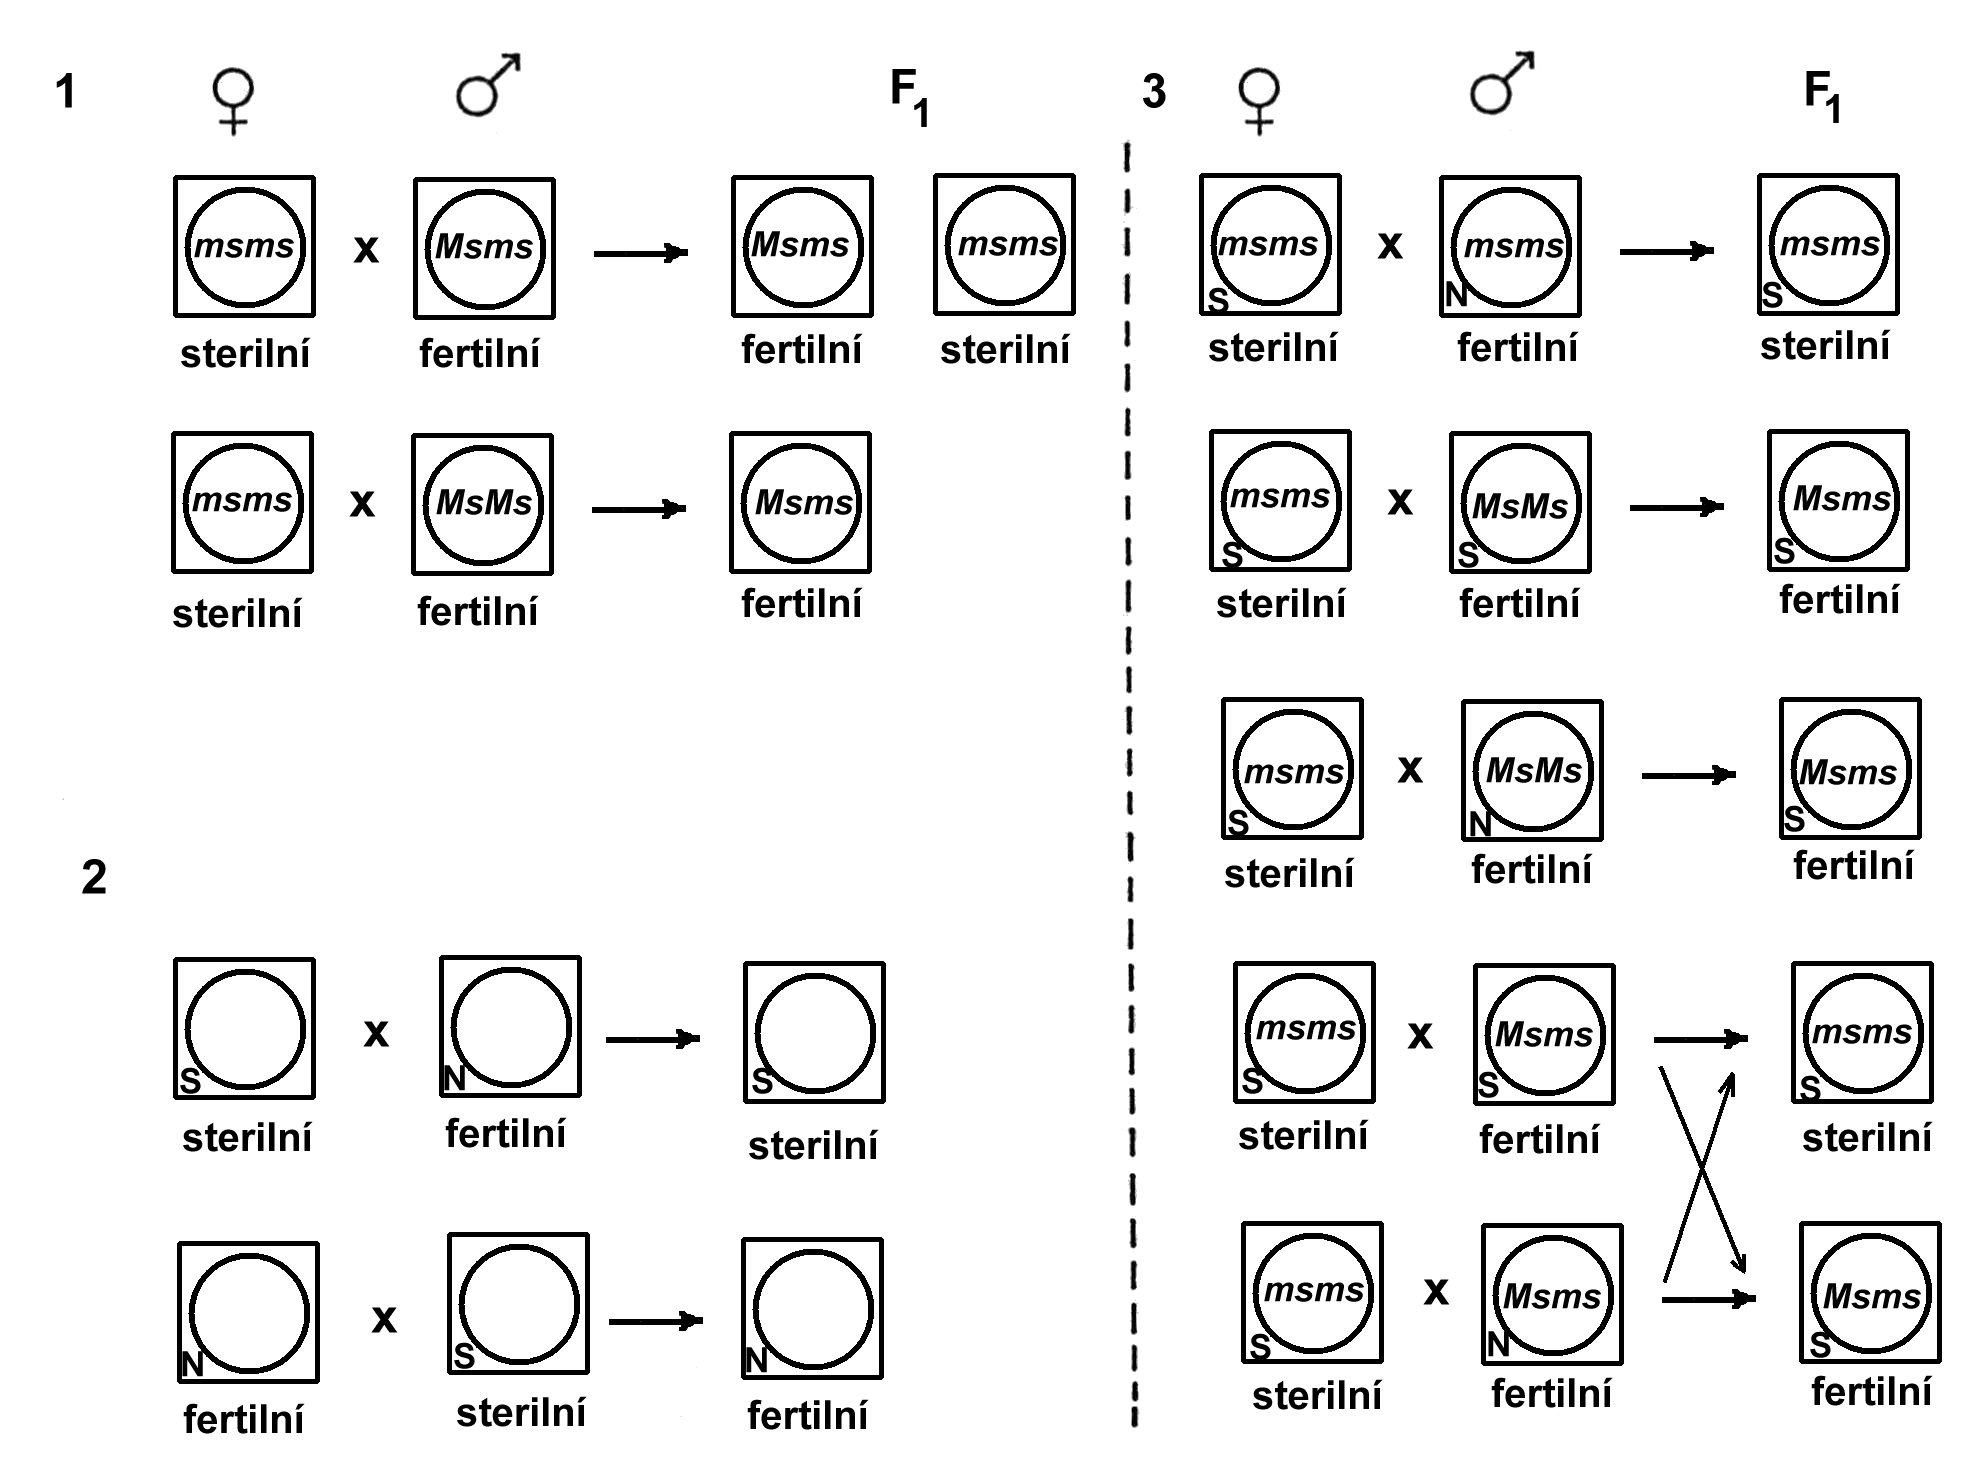 1 ♀ ♂ F1
msms x Msms Msms msms
sterilní fertilní fertilní sterilní
msms x MsMs Msms
sterilní fertilní fertilní
2
S x N S
sterilní fertilní sterilní
N x S N
fertilní sterilní fertilní
3 ♀ ♂ F1
msms x msms msms
S N S
sterilní fertilní sterilní
msms x MsMs Msms
S S S
sterilní fertilní fertilní
msms x MsMs Msms
S N S
sterilní fertilní fertilní
msms x Msms msms
S S S
sterilní fertilní sterilní
msms x Msms Msms
S N S
sterilní fertilní fertilní